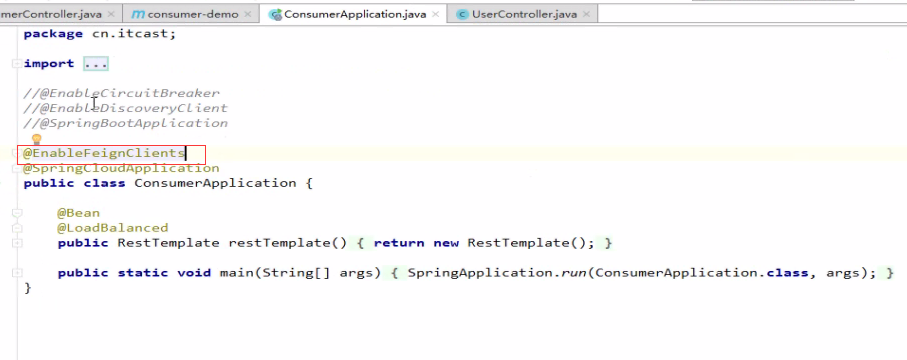 merController.java × consumer-demo × ConsumerApplication.java × UserController.java ×
package cn.itcast;
import ...
//@EnableCircuitBreaker
//@EnableDiscoveryClient
//@SpringBootApplication
@EnableFeignClients
@SpringCloudApplication
public class ConsumerApplication {
@Bean
@LoadBalanced
public RestTemplate restTemplate() { return new RestTemplate(); }
public static void main(String[] args) { SpringApplication.run(ConsumerApplication.class, args); }
}